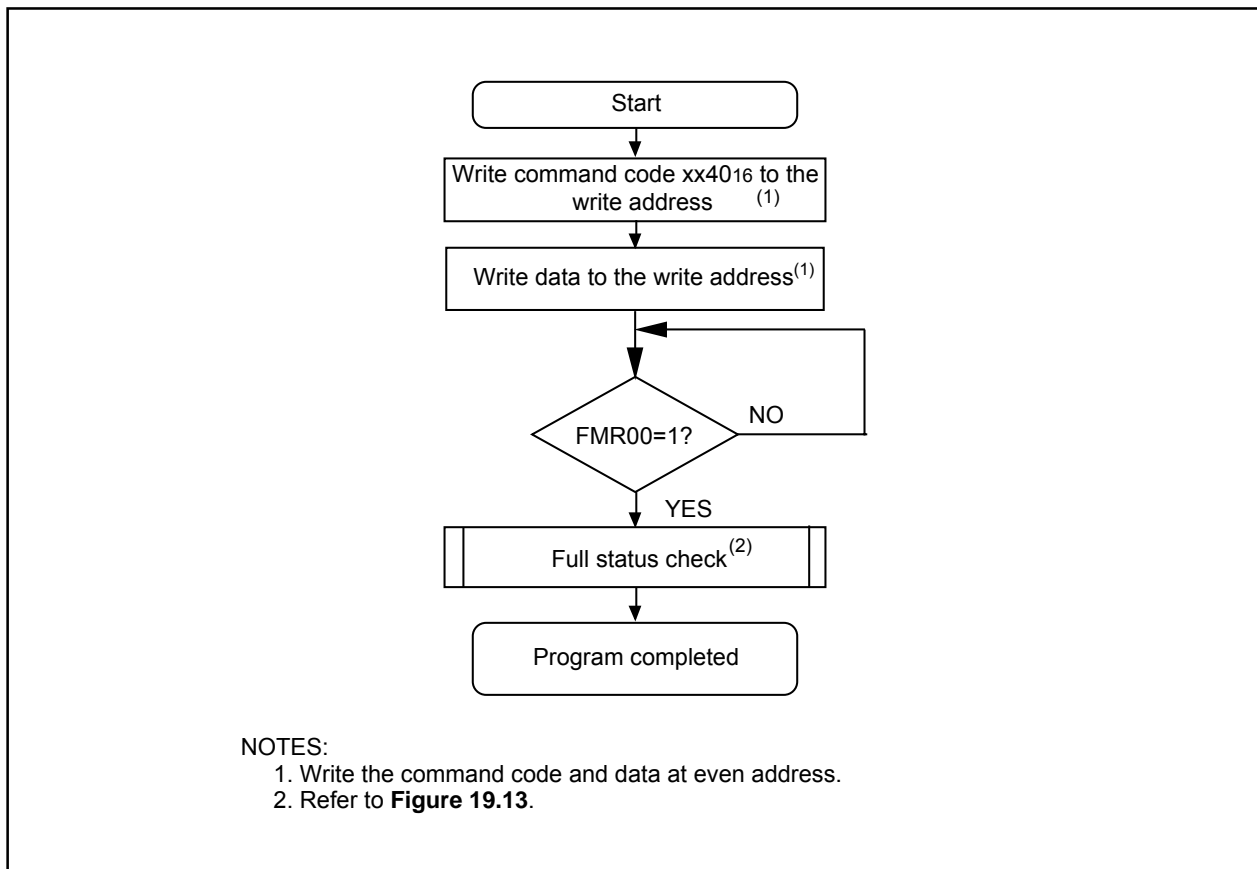 Start
Write command code xx4016 to the
write address (1)
Write data to the write address(1)
FMR00=1?
NO
YES
Full status check(2)
Program completed
NOTES:
1. Write the command code and data at even address.
2. Refer to Figure 19.13.